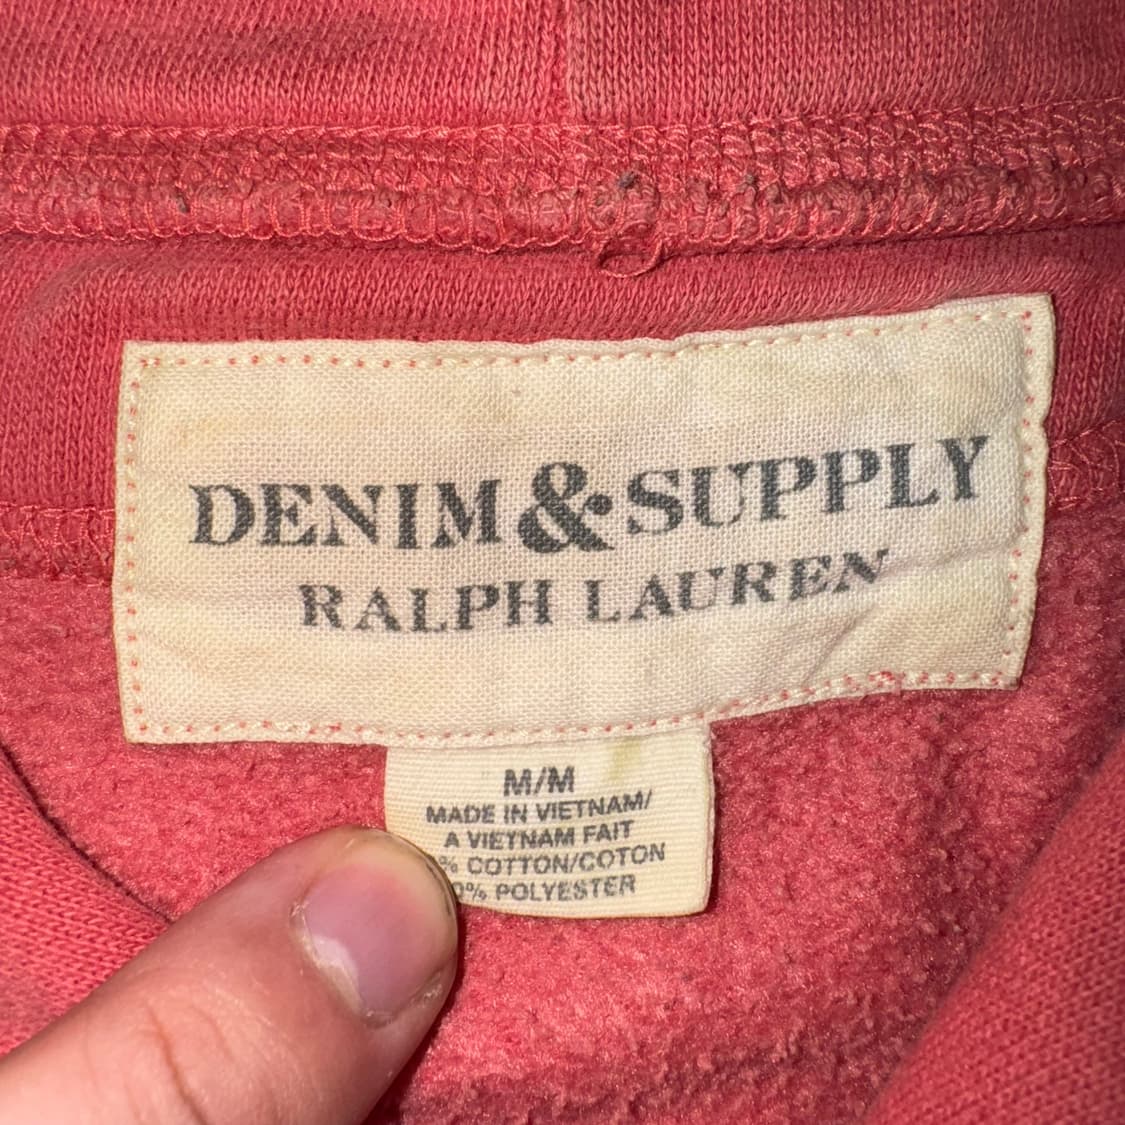 DENIM & SUPPLY
RALPH LAUREN
M/M
MADE IN VIETNAM/
A VIETNAM FAIT
% COTTON/COTON
% POLYESTER